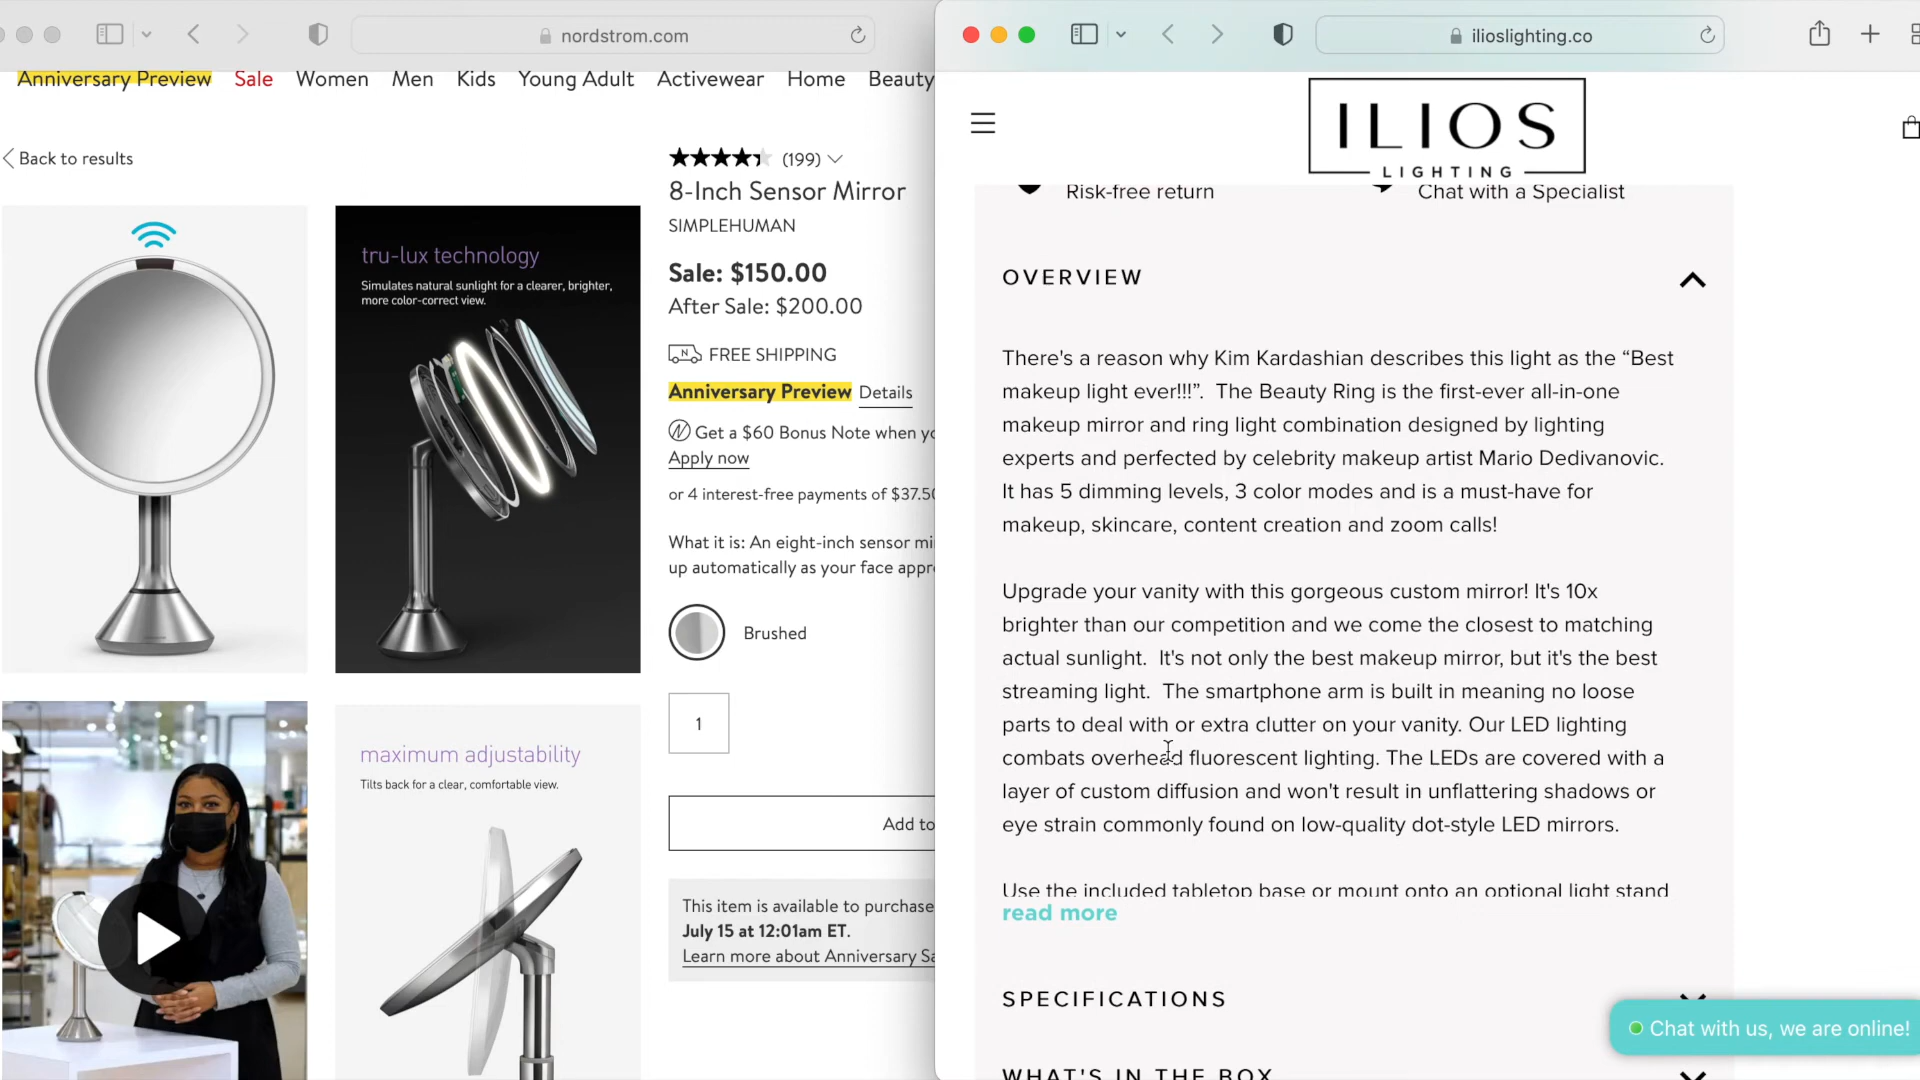 nordstrom.com
Anniversary Preview Sale Women Men Kids Young Adult Activewear Home Beauty
Back to results
tru-lux technology
Simulates natural sunlight for a clearer, brighter,
more color-correct view.
maximum adjustability
Tilts back for a clear, comfortable view.
(199)
8-Inch Sensor Mirror
SIMPLEHUMAN
Sale: $150.00
After Sale: $200.00
N FREE SHIPPING
Anniversary Preview Details
Get a $60 Bonus Note when
Apply now
or 4 interest-free payments of $37.50
What it is: An eight-inch sensor
up automatically as your face
Brushed
1
Add to
This item is available to purchase
July 15 at 12:01am ET.
Learn more about Anniversary
ilioslighting.co
ILIOS
LIGHTING
Risk-free return
Chat with a Specialist
OVERVIEW
There's a reason why Kim Kardashian describes this light as the “Best
makeup light ever!!!”. The Beauty Ring is the first-ever all-in-one
makeup mirror and ring light combination designed by lighting
experts and perfected by celebrity makeup artist Mario Dedivanovic.
It has 5 dimming levels, 3 color modes and is a must-have for
makeup, skincare, content creation and zoom calls!
Upgrade your vanity with this gorgeous custom mirror! It's 10x
brighter than our competition and we come the closest to matching
actual sunlight. It's not only the best makeup mirror, but it's the best
streaming light. The smartphone arm is built in meaning no loose
parts to deal with or extra clutter on your vanity. Our LED lighting
combats overhead fluorescent lighting. The LEDs are covered with a
layer of custom diffusion and won't result in unflattering shadows or
eye strain commonly found on low-quality dot-style LED mirrors.
Use the included tabletop base or mount onto an optional light stand
read more
SPECIFICATIONS
WHAT'S IN THE BOX
Chat with us, we are online!